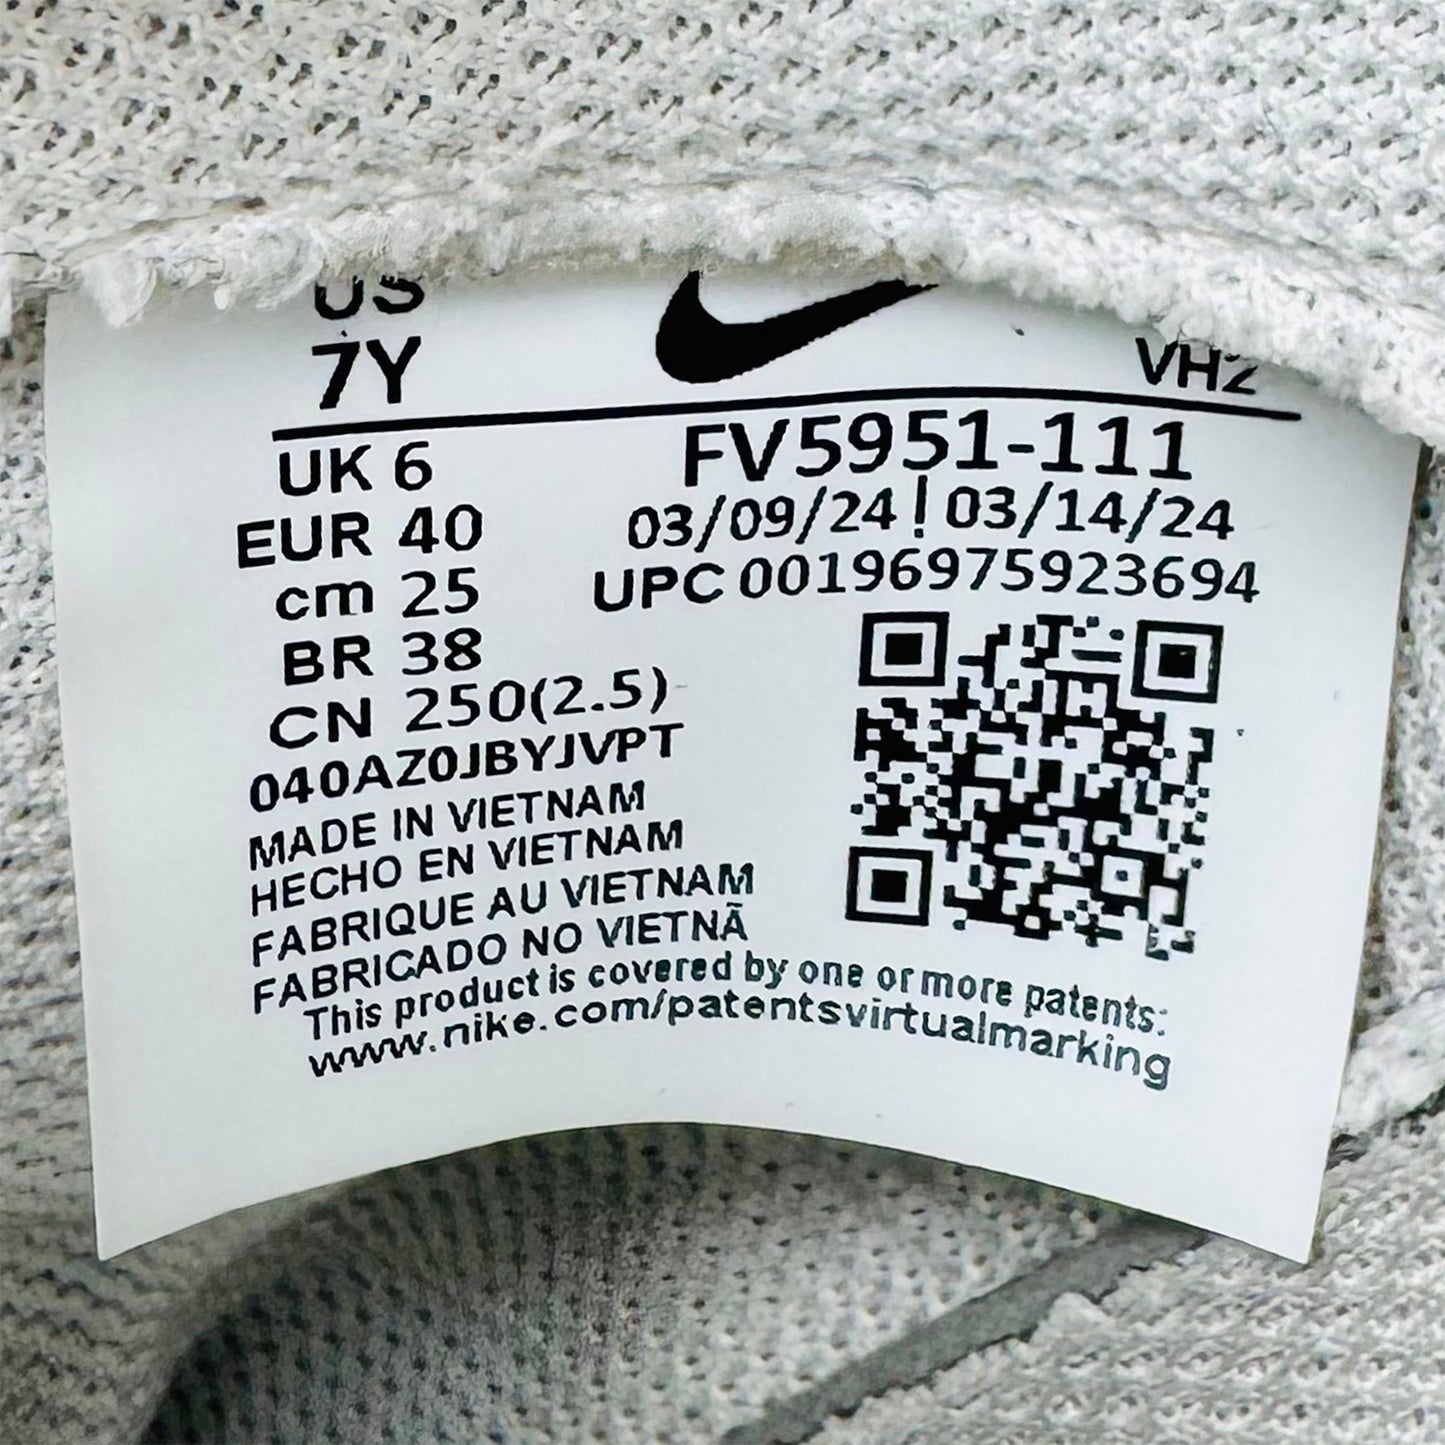 US
7Y
VH2
UK 6
EUR 40
cm 25
BR 38
CN 250(2.5)
FV5951-111
03/09/24 ! 03/14/24
UPC 00196975923694
040AZ0JBYJVPT
MADE IN VIETNAM
HECHO EN VIETNAM
FABRIQUE AU VIETNAM
FABRICADO NO VIETNÃ
This product is covered by one or more patents:
www.nike.com/patentsvirtualmarking